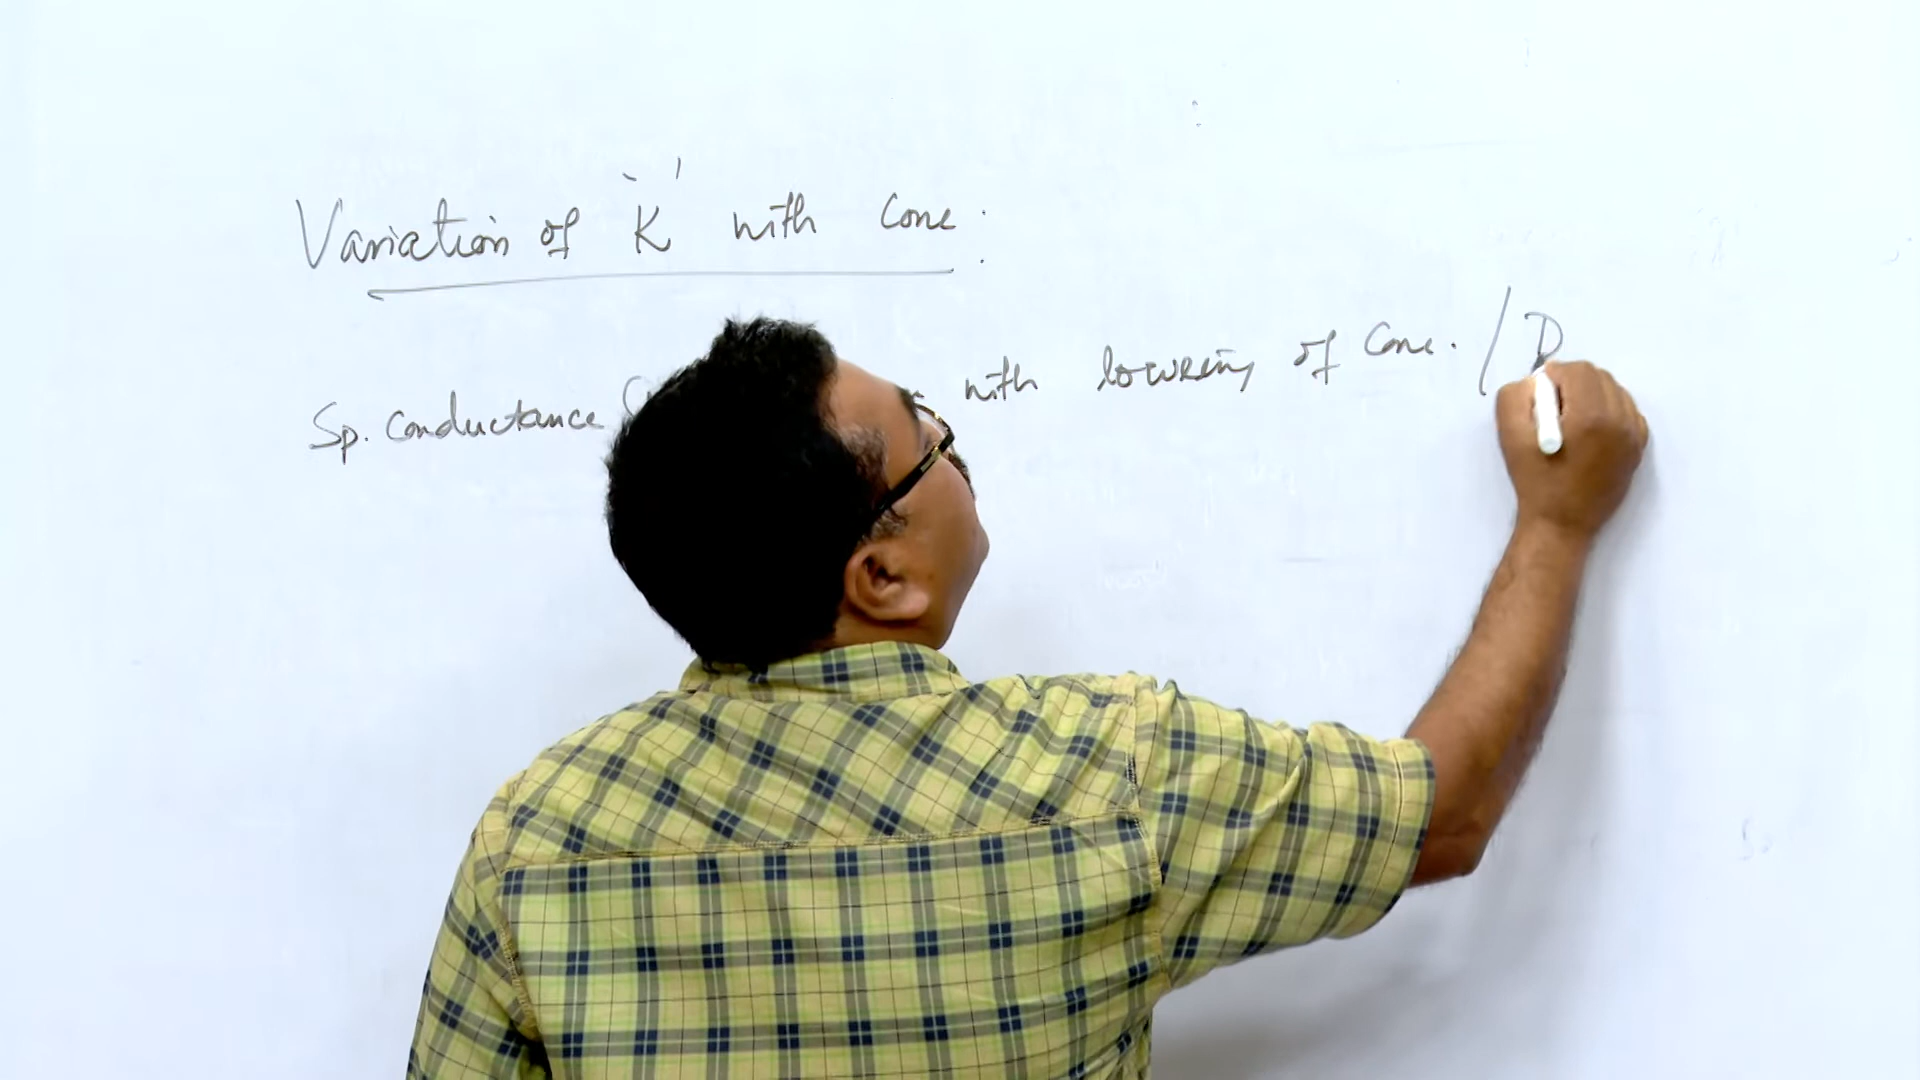 Variation of 'K' with Conc:
Sp. Conductance with lowering of Conc. / D